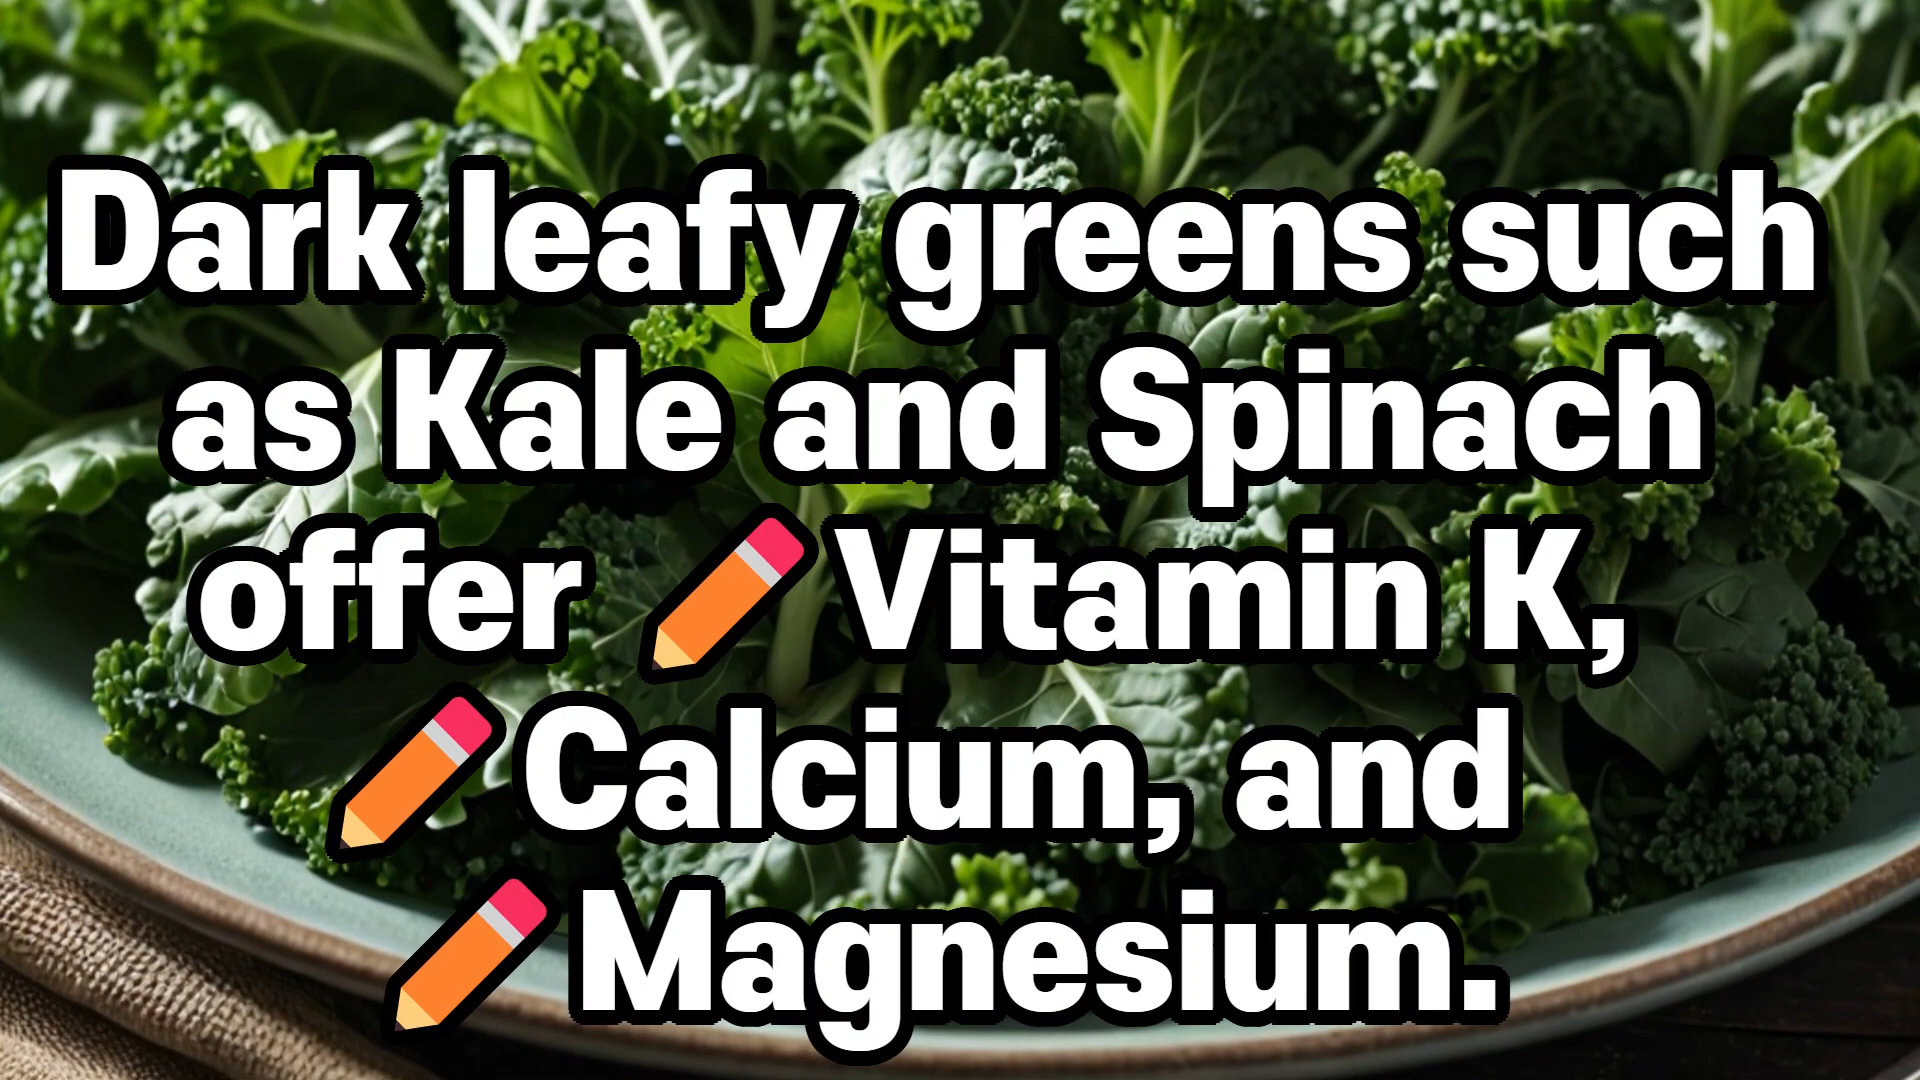 Dark leafy greens such
as Kale and Spinach
offer ✏️Vitamin K,
✏️Calcium, and
✏️Magnesium.